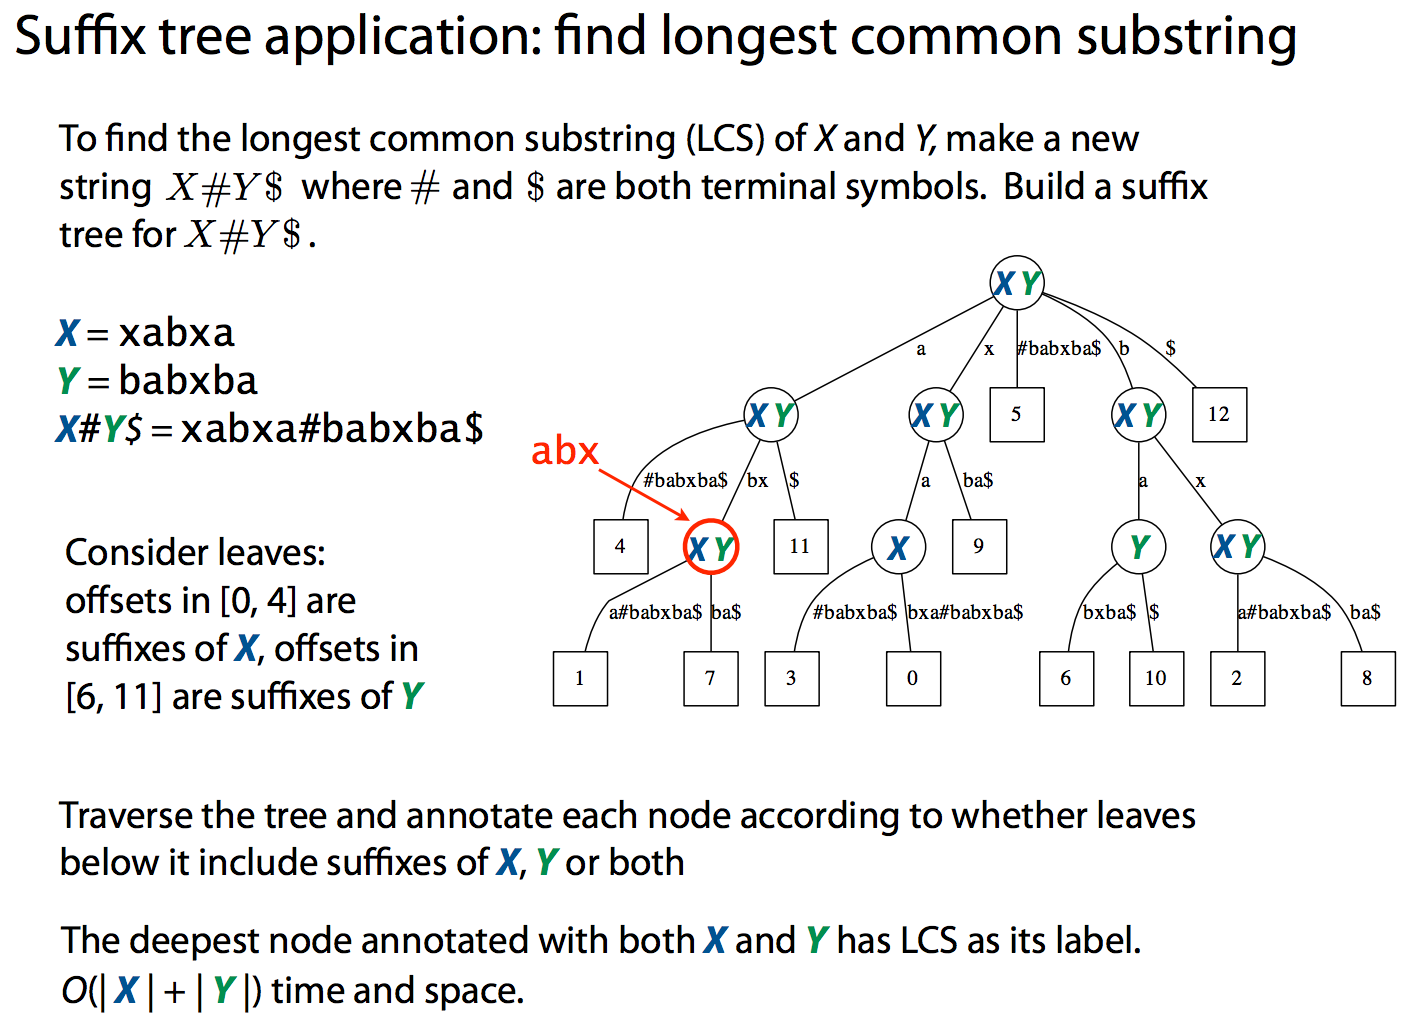 Suffix tree application: find longest common substring
To find the longest common substring (LCS) of X and Y, make a new
string X#Y$ where # and $ are both terminal symbols. Build a suffix
tree for X#Y$.
X = xabxa
Y = babxba
X#Y$ = xabxa#babxba$
Consider leaves:
offsets in [0, 4] are
suffixes of X, offsets in
[6, 11] are suffixes of Y
X Y
a x #babxba$ b $
X Y X Y 5 X Y 12
abx
#babxba$ bx $ a ba$ a x
4 X Y 11 X 9 Y X Y
a#babxba$ ba$ #babxba$ bxa#babxba$ bxba$ $ a#babxba$ ba$
1 7 3 0 6 10 2 8
Traverse the tree and annotate each node according to whether leaves
below it include suffixes of X, Y or both
The deepest node annotated with both X and Y has LCS as its label.
O(| X | + | Y |) time and space.